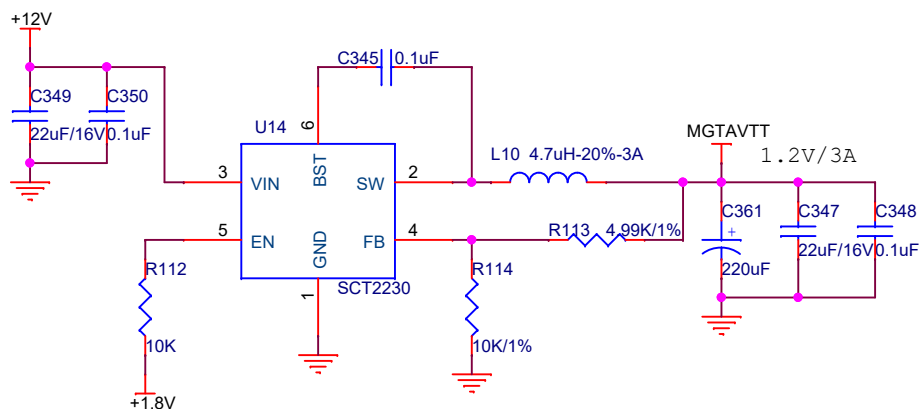 +12V
C349
22uF/16V
C350
0.1uF
C345
0.1uF
U14
6
BST
3
VIN
SW
2
5
EN
FB
4
GND
1
SCT2230
R112
10K
+1.8V
L10 4.7uH-20%-3A
R113
4.99K/1%
R114
10K/1%
MGTAVTT
1.2V/3A
C361
+
220uF
C347
22uF/16V
C348
0.1uF